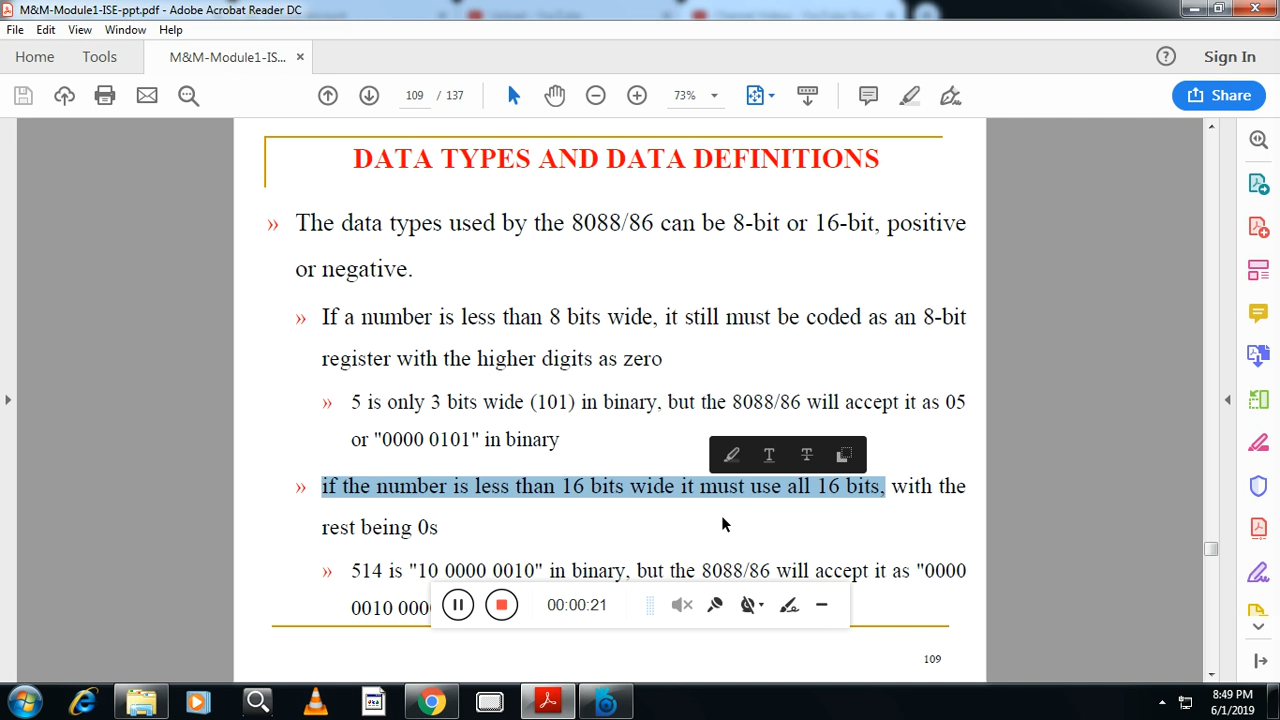 M&M-Module1-ISE-ppt.pdf - Adobe Acrobat Reader DC
File Edit View Window Help
Home Tools M&M-Module1-IS... × Sign In
109 / 137 73% Share
DATA TYPES AND DATA DEFINITIONS
» The data types used by the 8088/86 can be 8-bit or 16-bit, positive
or negative.
» If a number is less than 8 bits wide, it still must be coded as an 8-bit
register with the higher digits as zero
» 5 is only 3 bits wide (101) in binary, but the 8088/86 will accept it as 05
or "0000 0101" in binary
» if the number is less than 16 bits wide it must use all 16 bits, with the
rest being 0s
» 514 is "10 0000 0010" in binary, but the 8088/86 will accept it as "0000
0010 000
00:00:21
109
8:49 PM
6/1/2019